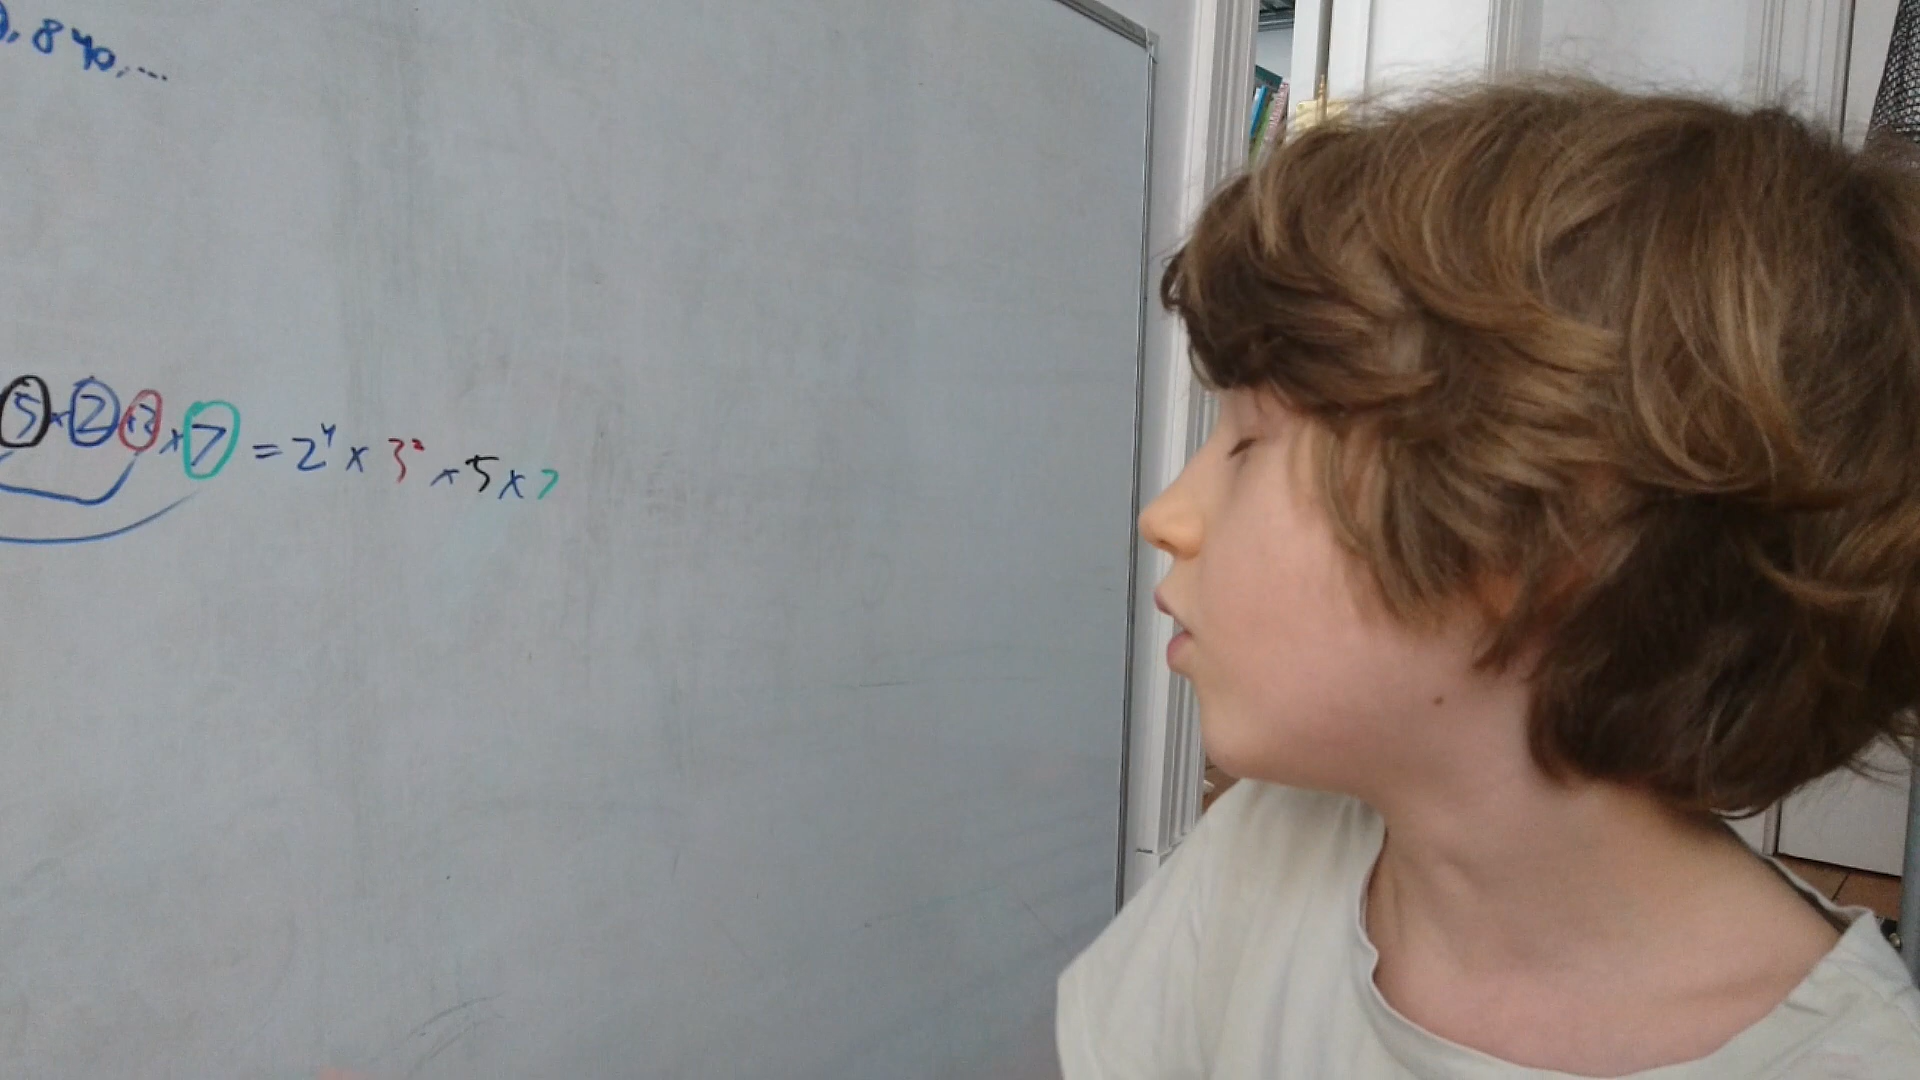 , 840, ...
5 × 2 × 3 × 7 = 2⁴ × 3² × 5 × 7